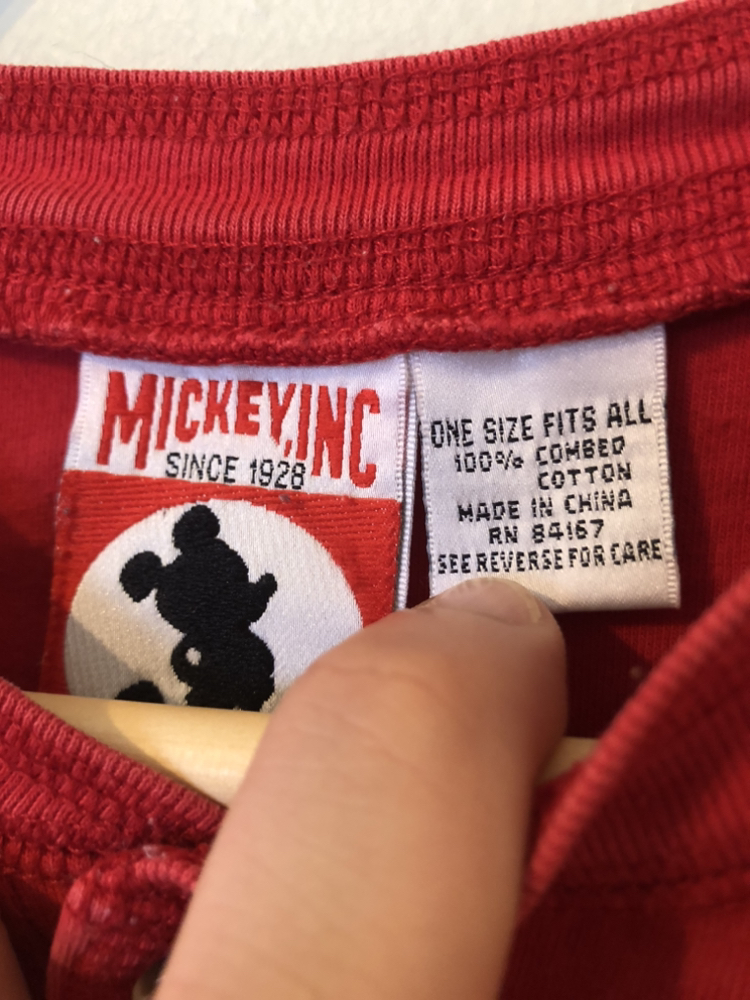 MICKEY,INC
SINCE 1928
ONE SIZE FITS ALL
100% COMBED
COTTON
MADE IN CHINA
RN 84167
SEE REVERSE FOR CARE